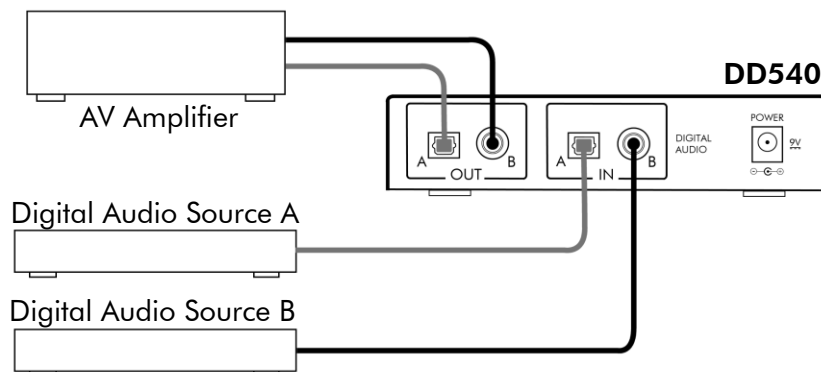 DD540
AV Amplifier
POWER
A
B
A
B
DIGITAL
AUDIO
9V
OUT
IN
Digital Audio Source A
Digital Audio Source B